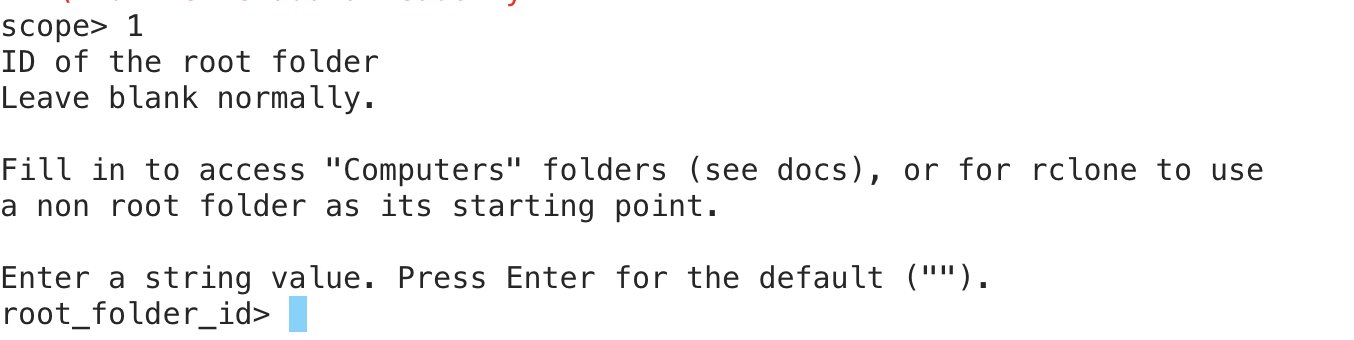 scope> 1
ID of the root folder
Leave blank normally.
Fill in to access "Computers" folders (see docs), or for rclone to use
a non root folder as its starting point.
Enter a string value. Press Enter for the default ("").
root_folder_id>